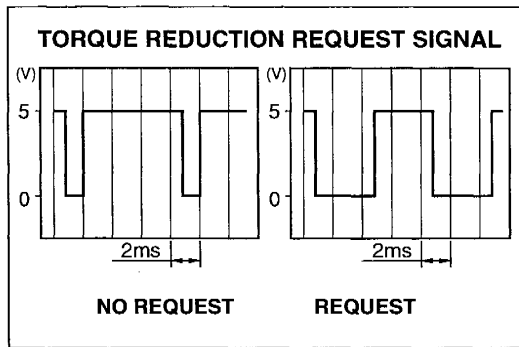 TORQUE REDUCTION REQUEST SIGNAL
(V) (V)
5 5
0 0
2ms 2ms
NO REQUEST REQUEST